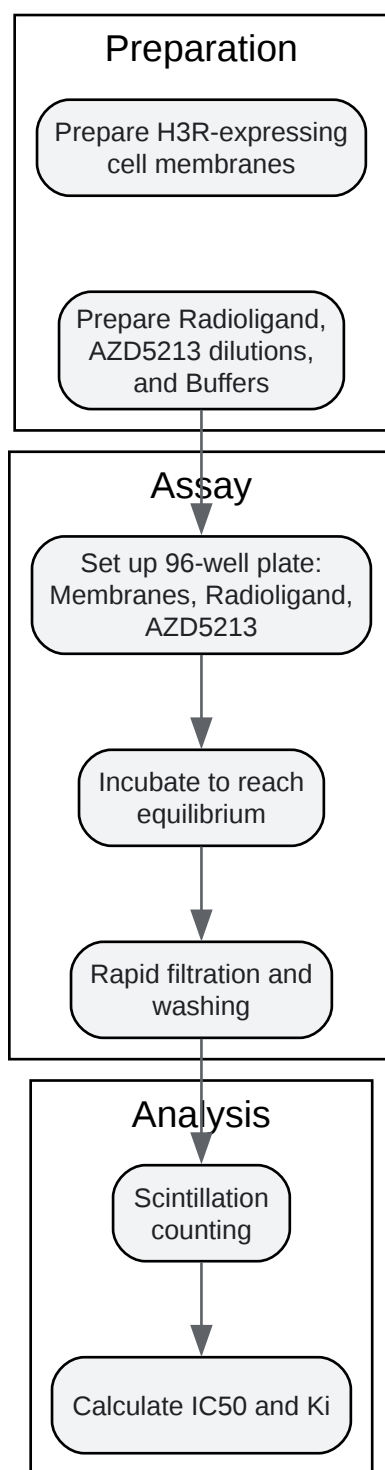 Preparation
Prepare H3R-expressing
cell membranes
Prepare Radioligand,
AZD5213 dilutions,
and Buffers
Assay
Set up 96-well plate:
Membranes, Radioligand,
AZD5213
Incubate to reach
equilibrium
Rapid filtration and
washing
Analysis
Scintillation
counting
Calculate IC50 and Ki